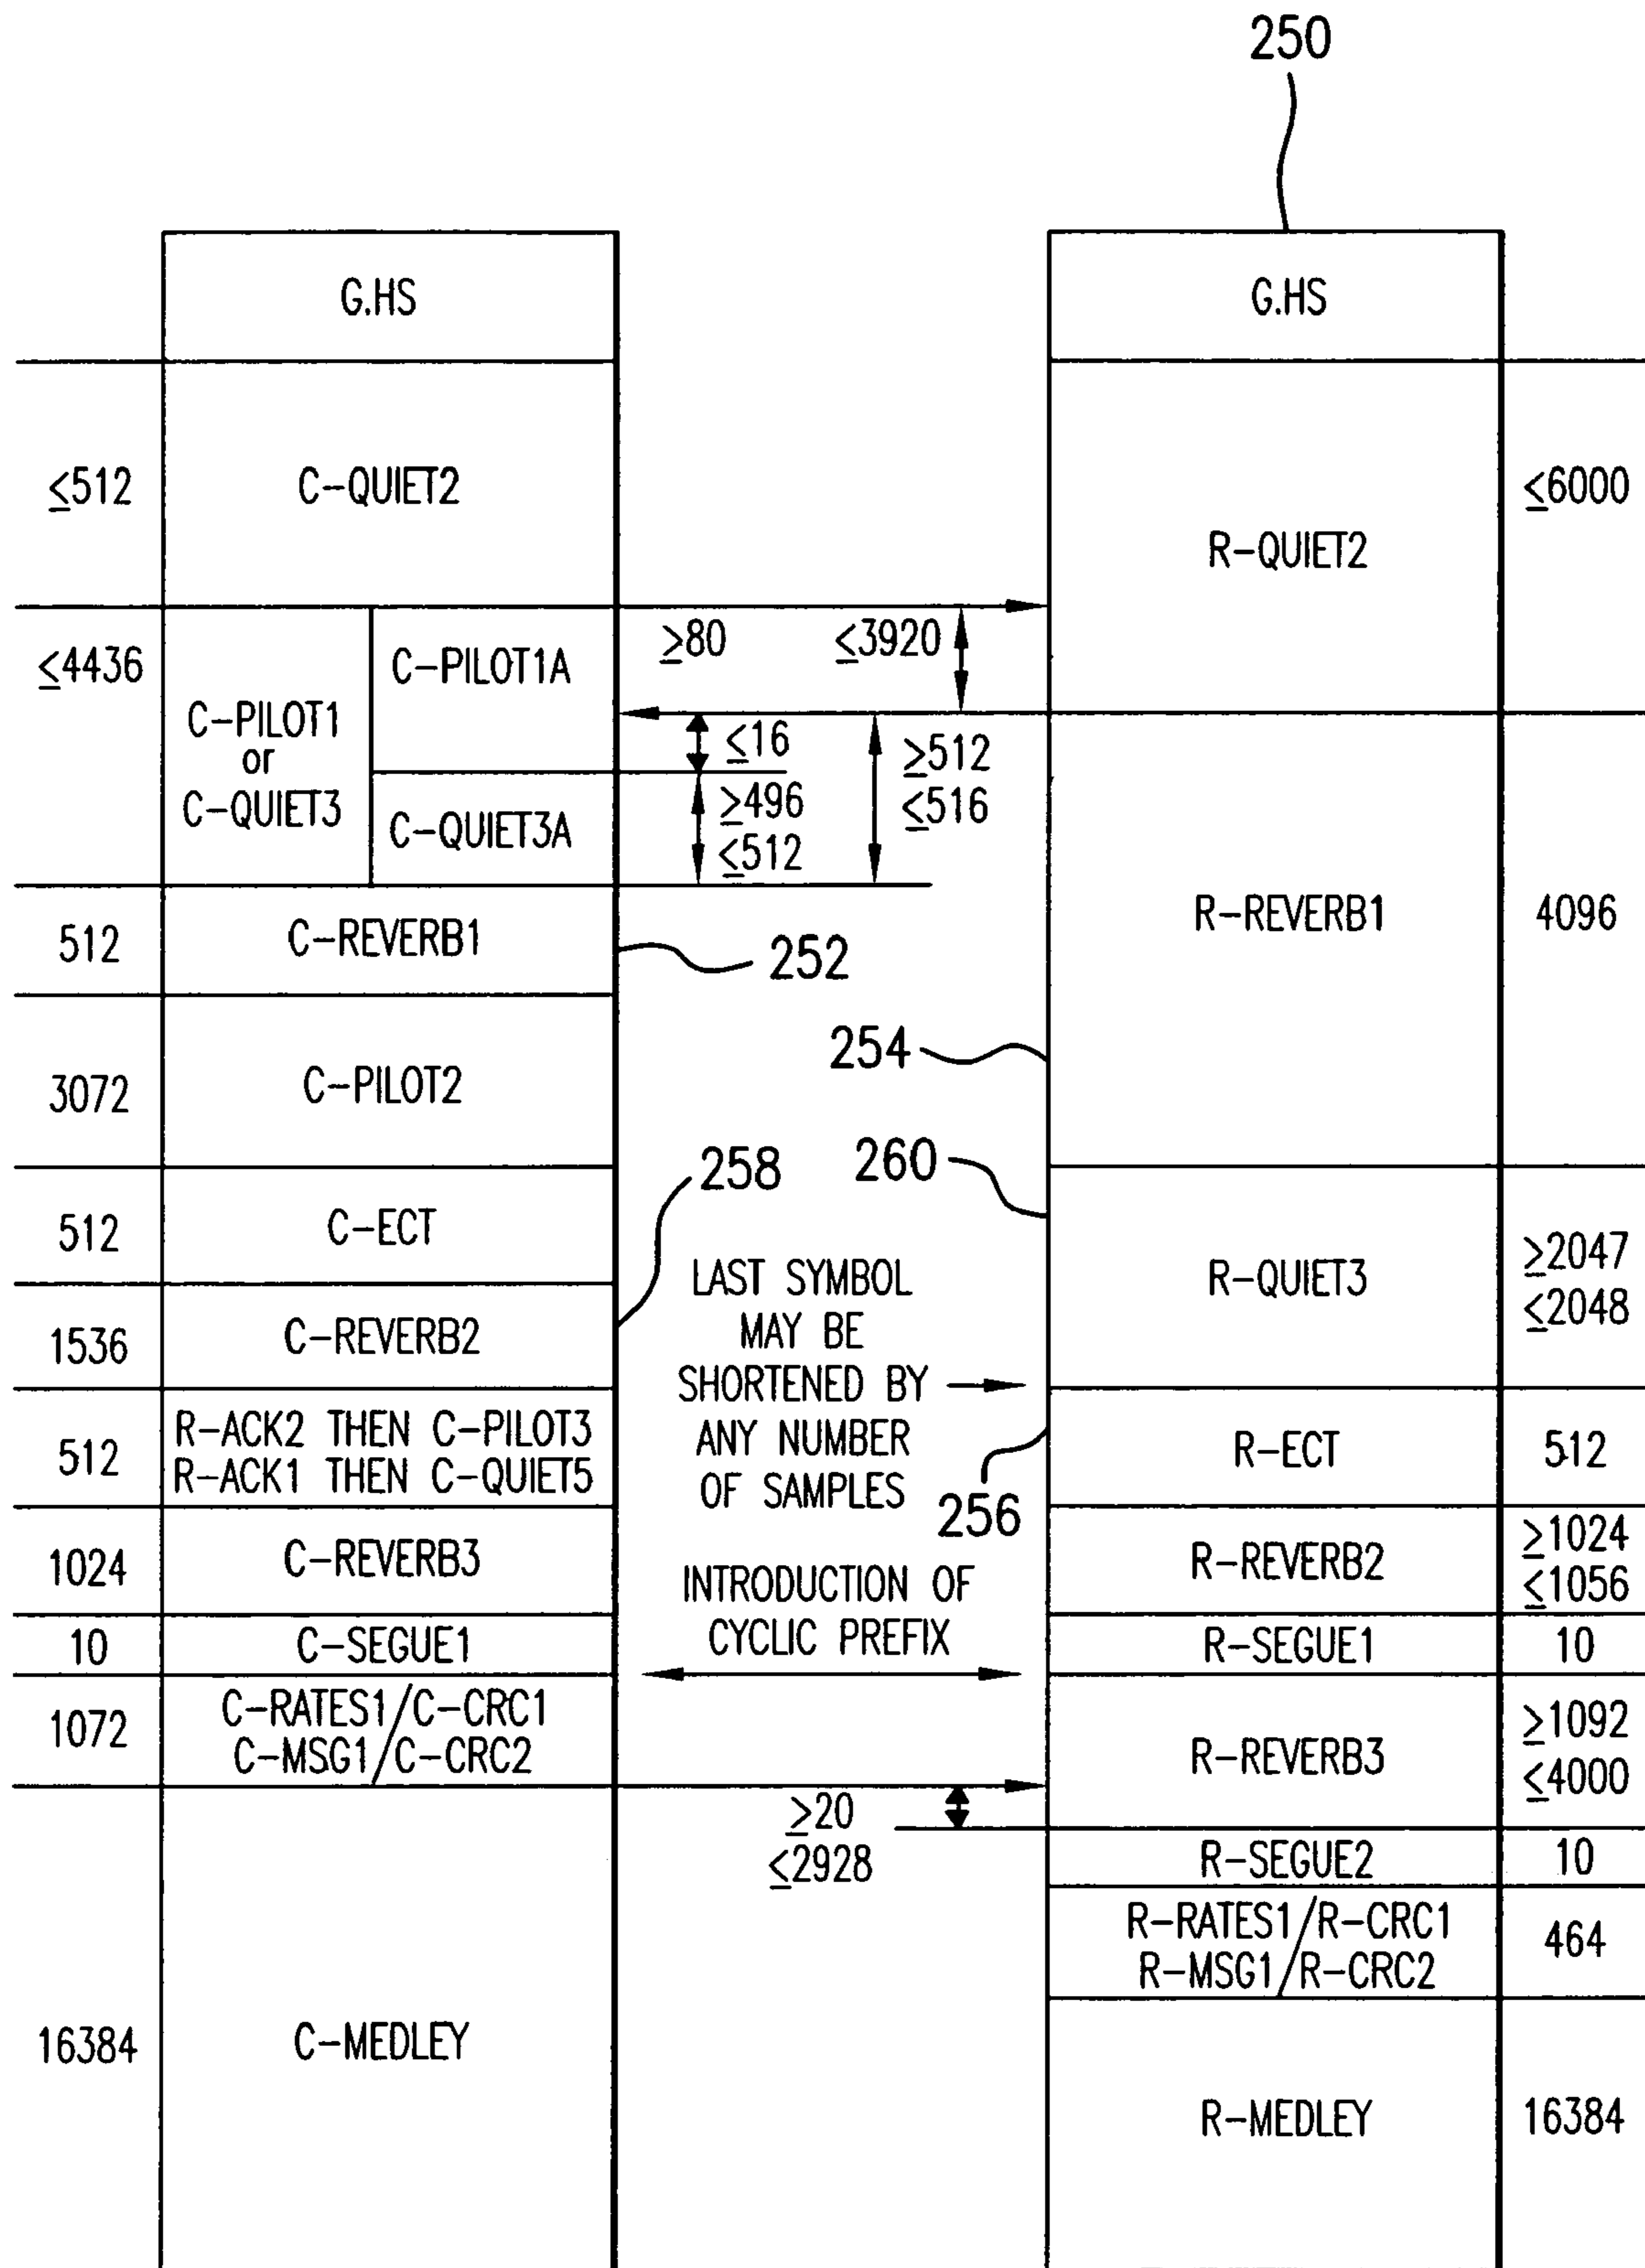 250
G.HS
G.HS
≤512
C-QUIET2
≤6000
R-QUIET2
≤4436
C-PILOT1
or
C-QUIET3
C-PILOT1A
≥80
≤3920
≤16
≥512
≤516
C-QUIET3A
≥496
≤512
512
C-REVERB1
252
R-REVERB1
4096
254
3072
C-PILOT2
258
260
512
C-ECT
R-QUIET3
≥2047
≤2048
LAST SYMBOL
MAY BE
SHORTENED BY
ANY NUMBER
OF SAMPLES
1536
C-REVERB2
512
R-ACK2 THEN C-PILOT3
R-ACK1 THEN C-QUIET5
256
R-ECT
512
1024
C-REVERB3
INTRODUCTION OF
CYCLIC PREFIX
R-REVERB2
≥1024
≤1056
10
C-SEGUE1
R-SEGUE1
10
1072
C-RATES1/C-CRC1
C-MSG1/C-CRC2
R-REVERB3
≥1092
≤4000
≥20
≤2928
R-SEGUE2
10
R-RATES1/R-CRC1
R-MSG1/R-CRC2
464
16384
C-MEDLEY
R-MEDLEY
16384